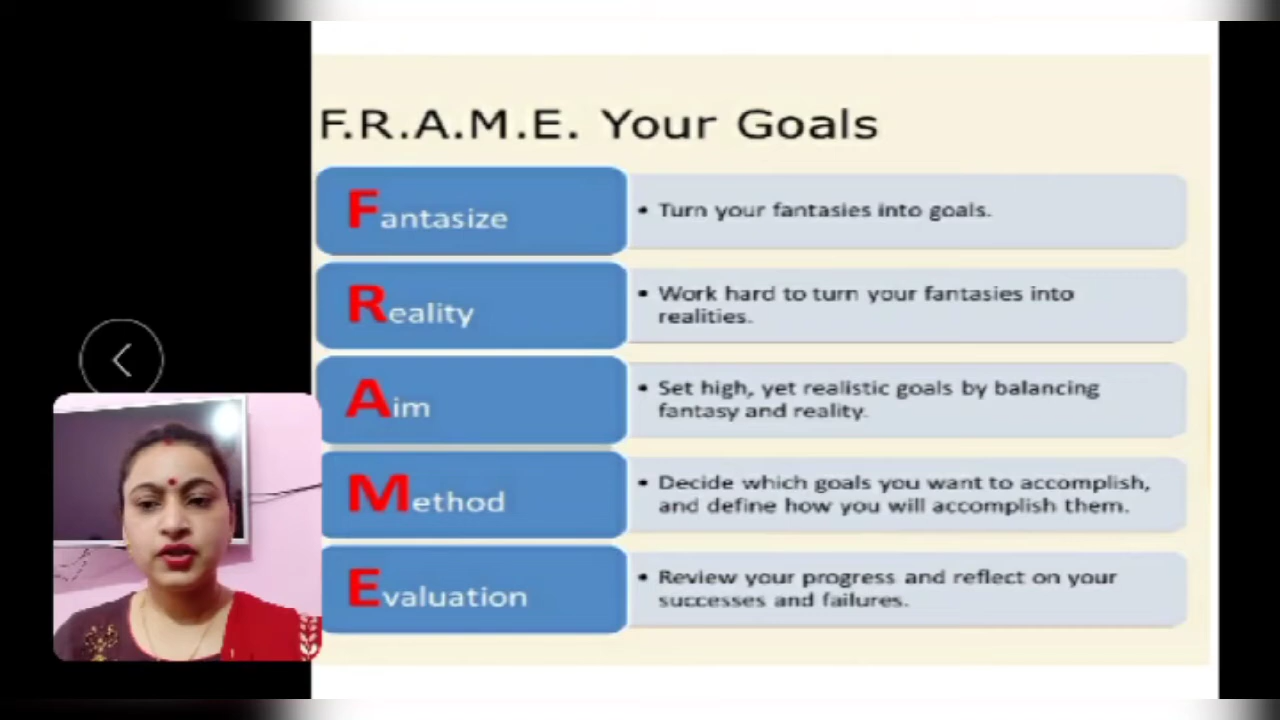 F.R.A.M.E. Your Goals
Fantasize
• Turn your fantasies into goals.
Reality
• Work hard to turn your fantasies into
realities.
Aim
• Set high, yet realistic goals by balancing
fantasy and reality.
Method
• Decide which goals you want to accomplish,
and define how you will accomplish them.
Evaluation
• Review your progress and reflect on your
successes and failures.